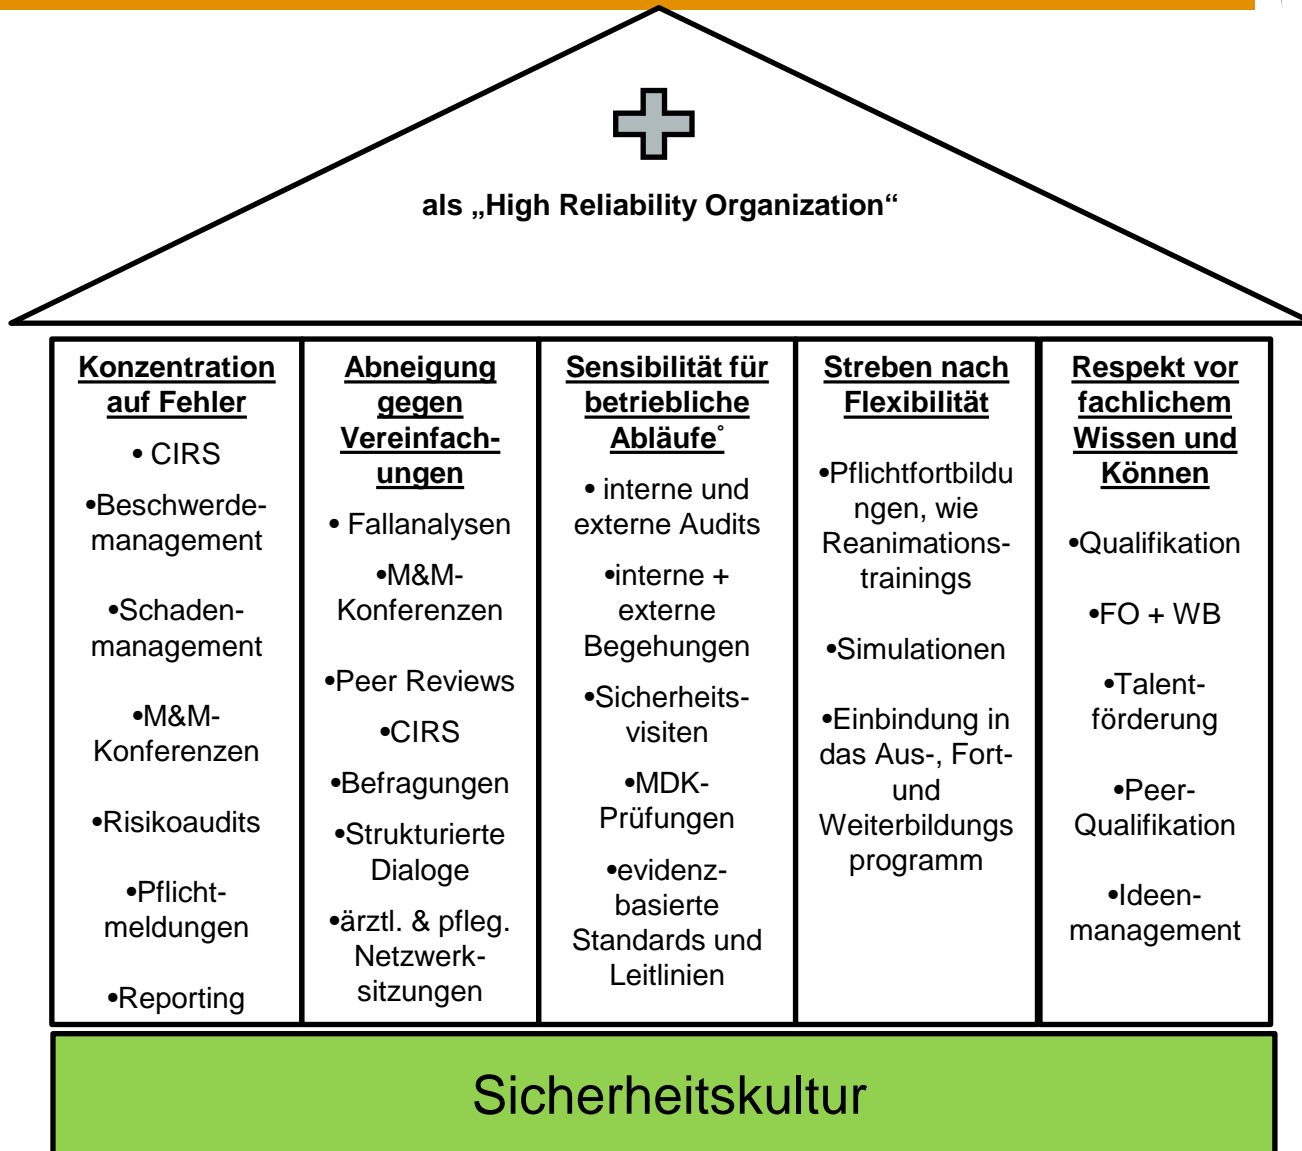 als „High Reliability Organization“
Konzentration
auf Fehler
• CIRS
•Beschwerde-
management
•Schaden-
management
•M&M-
Konferenzen
•Risikoaudits
•Pflicht-
meldungen
•Reporting
Abneigung
gegen
Vereinfach-
ungen
• Fallanalysen
•M&M-
Konferenzen
•Peer Reviews
•CIRS
•Befragungen
•Strukturierte
Dialoge
•ärztl. & pfleg.
Netzwerk-
sitzungen
Sensibilität für
betriebliche
Abläufe°
• interne und
externe Audits
•interne +
externe
Begehungen
•Sicherheits-
visiten
•MDK-
Prüfungen
•evidenz-
basierte
Standards und
Leitlinien
Streben nach
Flexibilität
•Pflichtfortbildu
ngen, wie
Reanimations-
trainings
•Simulationen
•Einbindung in
das Aus-, Fort-
und
Weiterbildungs
programm
Respekt vor
fachlichem
Wissen und
Können
•Qualifikation
•FO + WB
•Talent-
förderung
•Peer-
Qualifikation
•Ideen-
management
Sicherheitskultur